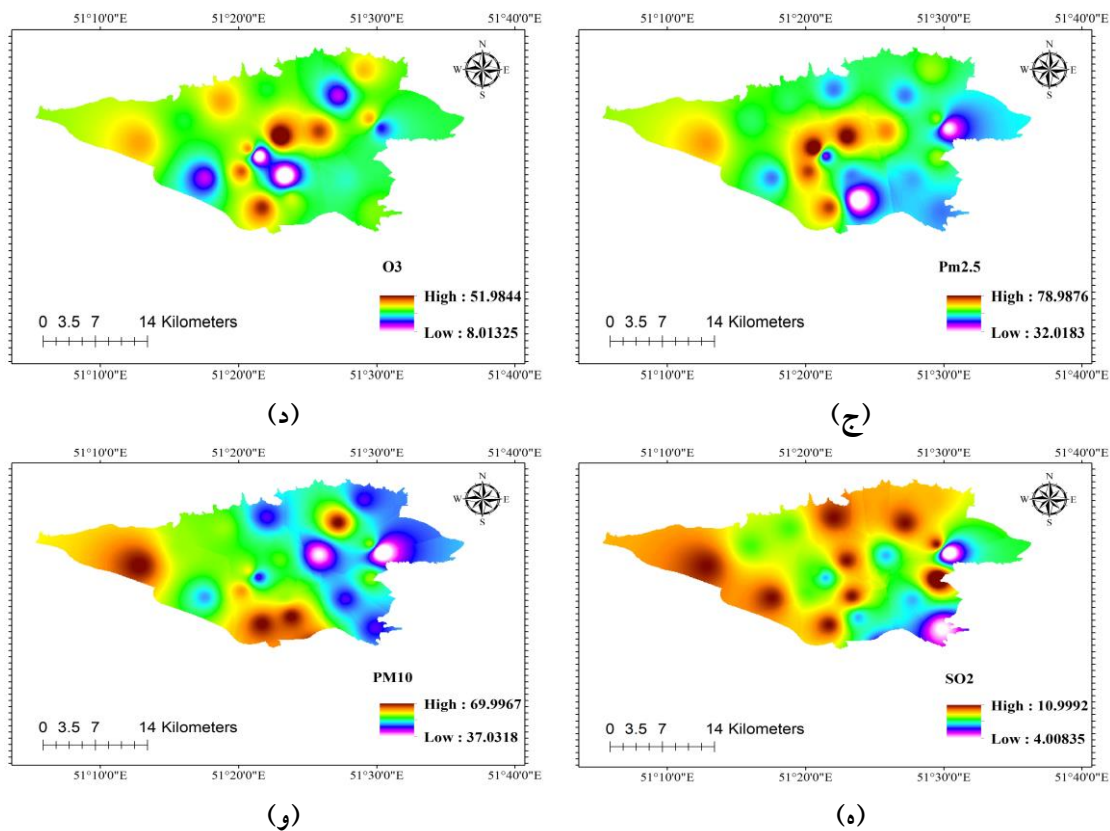 51°10'0"E 51°20'0"E 51°30'0"E 51°40'0"E
N
W E
S
O3
High : 51.9844
Low : 8.01325
0 3.5 7 14 Kilometers
51°10'0"E 51°20'0"E 51°30'0"E 51°40'0"E
(د)
51°10'0"E 51°20'0"E 51°30'0"E 51°40'0"E
N
W E
S
Pm2.5
High : 78.9876
Low : 32.0183
0 3.5 7 14 Kilometers
51°10'0"E 51°20'0"E 51°30'0"E 51°40'0"E
(ج)
51°10'0"E 51°20'0"E 51°30'0"E 51°40'0"E
N
W E
S
PM10
High : 69.9967
Low : 37.0318
0 3.5 7 14 Kilometers
51°10'0"E 51°20'0"E 51°30'0"E 51°40'0"E
(و)
51°10'0"E 51°20'0"E 51°30'0"E 51°40'0"E
N
W E
S
SO2
High : 10.9992
Low : 4.00835
0 3.5 7 14 Kilometers
51°10'0"E 51°20'0"E 51°30'0"E 51°40'0"E
(ه)